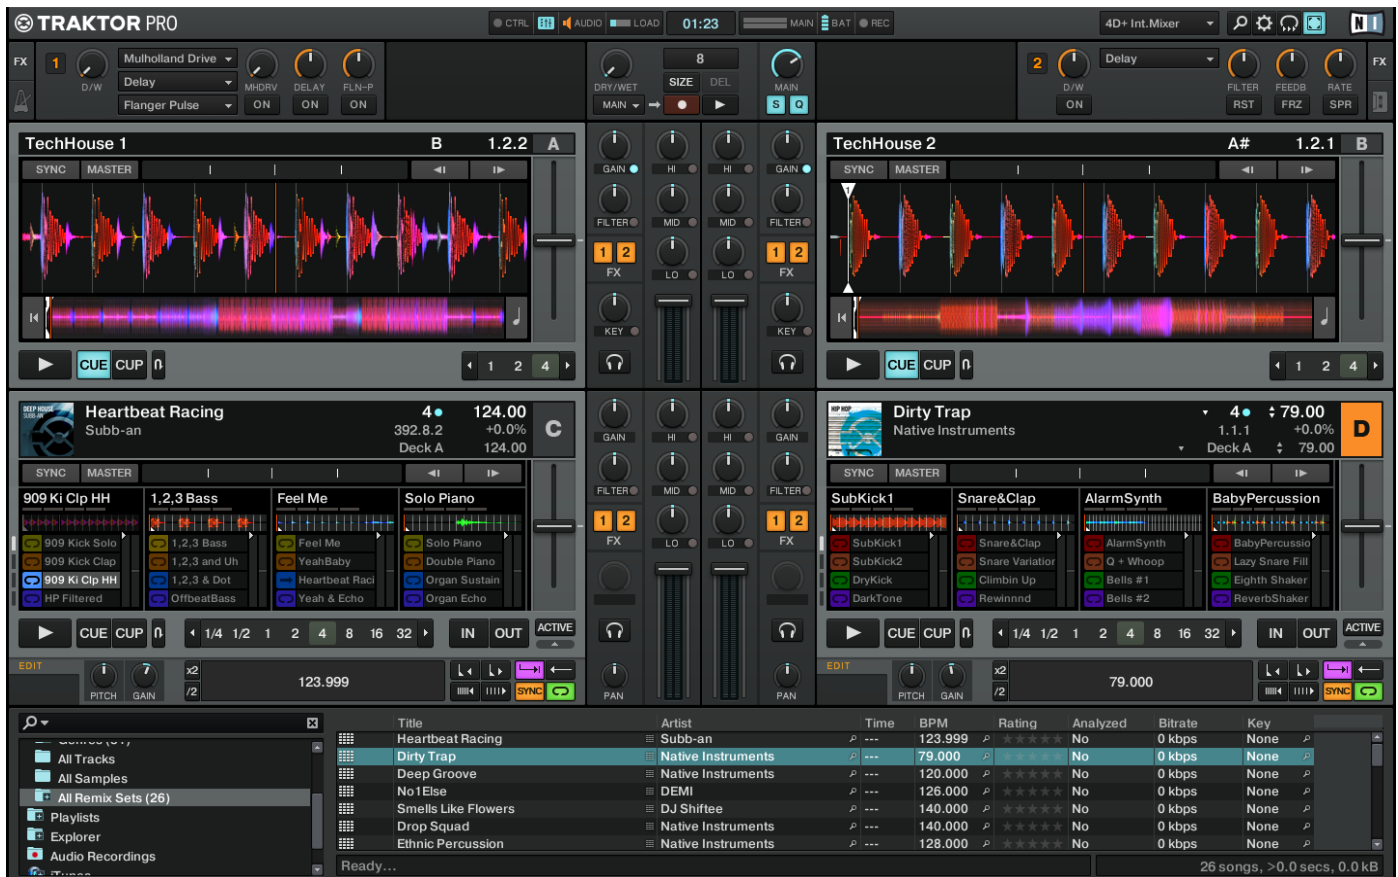 TRAKTOR PRO
CTRL AUDIO LOAD 01:23 MAIN BAT REC
4D+ Int.Mixer
FX 1 D/W
Mulholland Drive
Delay
Flanger Pulse
MHDRV DELAY FLN-P
ON ON ON
DRY/WET 8 MAIN
SIZE DEL
MAIN S Q
2 D/W ON
Delay
FILTER FEEDB RATE
RST FRZ SPR
FX
TechHouse 1 B 1.2.2 A
SYNC MASTER
CUE CUP 1 2 4
GAIN HI HI GAIN
FILTER MID MID FILTER
1 2 FX LO LO 1 2 FX
KEY KEY
TechHouse 2 A# 1.2.1 B
SYNC MASTER
1
CUE CUP 1 2 4
DEEP HOUSE
SUBB-AN
Heartbeat Racing 4 124.00
Subb-an 392.8.2 +0.0% C
Deck A 124.00
SYNC MASTER
909 Ki Clp HH 1,2,3 Bass Feel Me Solo Piano
909 Kick Solo 1,2,3 Bass Feel Me Solo Piano
909 Kick Clap 1,2,3 and Uh YeahBaby Double Piano
909 Ki Clp HH 1,2,3 & Dot Heartbeat Raci Organ Sustain
HP Filtered OffbeatBass Yeah & Echo Organ Echo
CUE CUP 1/4 1/2 1 2 4 8 16 32 IN OUT ACTIVE
EDIT PITCH GAIN x2 /2 123.999 SYNC
GAIN HI HI GAIN
FILTER MID MID FILTER
1 2 FX LO LO 1 2 FX
PAN PAN
HIP HOP
Dirty Trap 4 79.00
Native Instruments 1.1.1 +0.0% D
Deck A 79.00
SYNC MASTER
SubKick1 Snare&Clap AlarmSynth BabyPercussion
SubKick1 Snare&Clap AlarmSynth BabyPercussio
SubKick2 Snare Variatior Q + Whoop Lazy Snare Fill
DryKick Climbin Up Bells #1 Eighth Shaker
DarkTone Rewinnnd Bells #2 ReverbShaker
CUE CUP 1/4 1/2 1 2 4 8 16 32 IN OUT ACTIVE
EDIT PITCH GAIN x2 /2 79.000 SYNC
All Tracks
All Samples
All Remix Sets (26)
Playlists
Explorer
Audio Recordings
Title Artist Time BPM Rating Analyzed Bitrate Key
Heartbeat Racing Subb-an --- 123.999 No 0 kbps None
Dirty Trap Native Instruments --- 79.000 No 0 kbps None
Deep Groove Native Instruments --- 120.000 No 0 kbps None
No1Else DEMI --- 126.000 No 0 kbps None
Smells Like Flowers DJ Shiftee --- 140.000 No 0 kbps None
Drop Squad Native Instruments --- 140.000 No 0 kbps None
Ethnic Percussion Native Instruments --- 128.000 No 0 kbps None
Ready...
26 songs, >0.0 secs, 0.0 kB